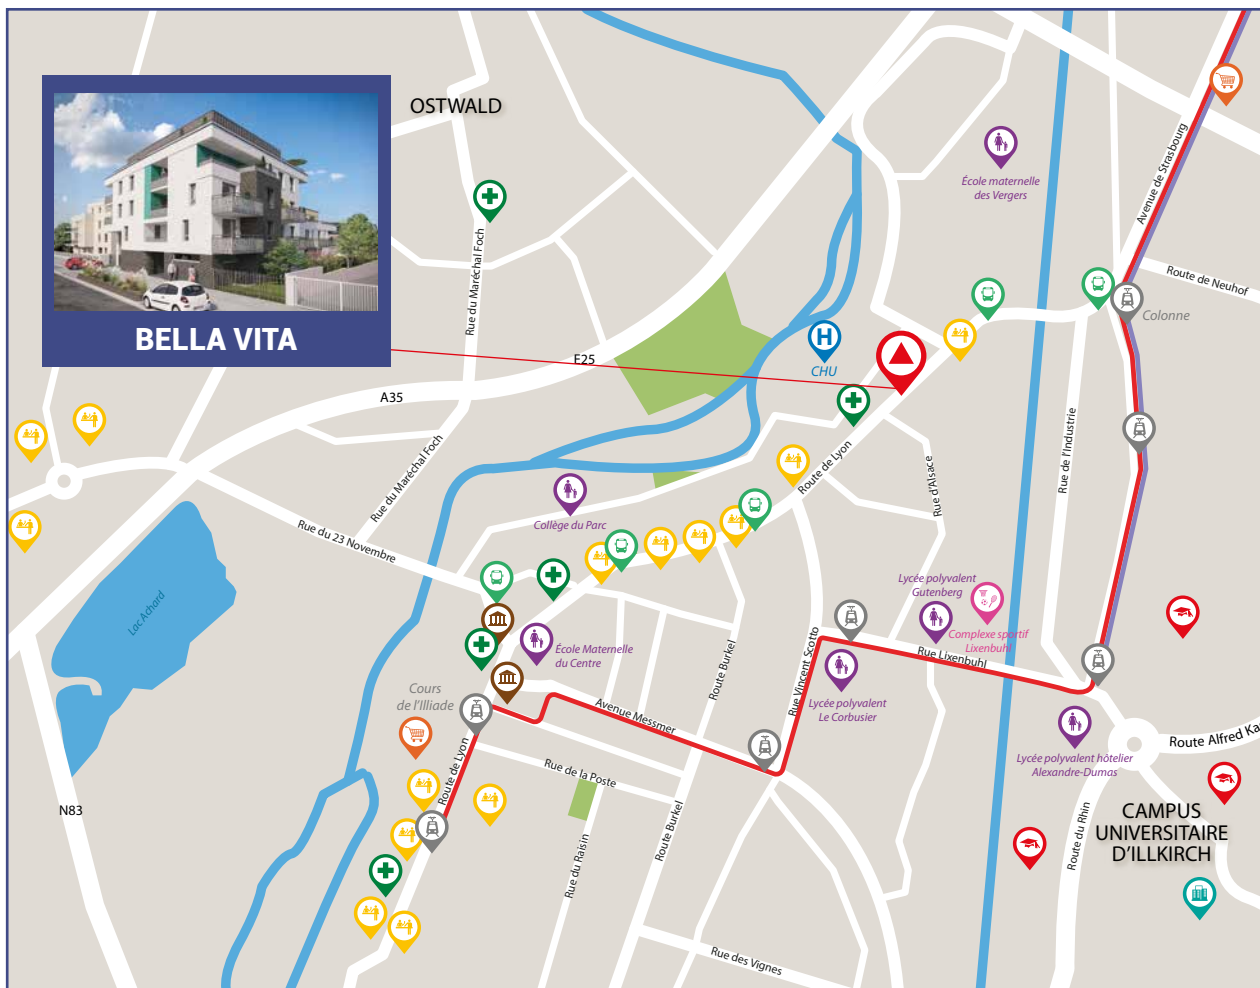 OSTWALD
BELLA VITA
École maternelle
des Vergers
Avenue de Strasbourg
Route de Neuhof
Colonne
Rue du Maréchal Foch
H
CHU
E25
A35
Rue du Maréchal Foch
Route de Lyon
Rue d'Alsace
Rue de l'Industrie
Collège du Parc
Rue du 23 Novembre
Lac Achard
École Maternelle
du Centre
Lycée polyvalent
Gutenberg
Complexe sportif
Lixenbuhl
Rue Lixenbuhl
Rue Vincent Scotto
Route Burkel
Lycée polyvalent
Le Corbusier
Cours
de l'Illiade
Avenue Messmer
Route de Lyon
Rue de la Poste
Lycée polyvalent hôtelier
Alexandre-Dumas
Route Alfred Ka
N83
Route Burkel
Rue du Raisin
Route du Rhin
CAMPUS
UNIVERSITAIRE
D'ILLKIRCH
Rue des Vignes